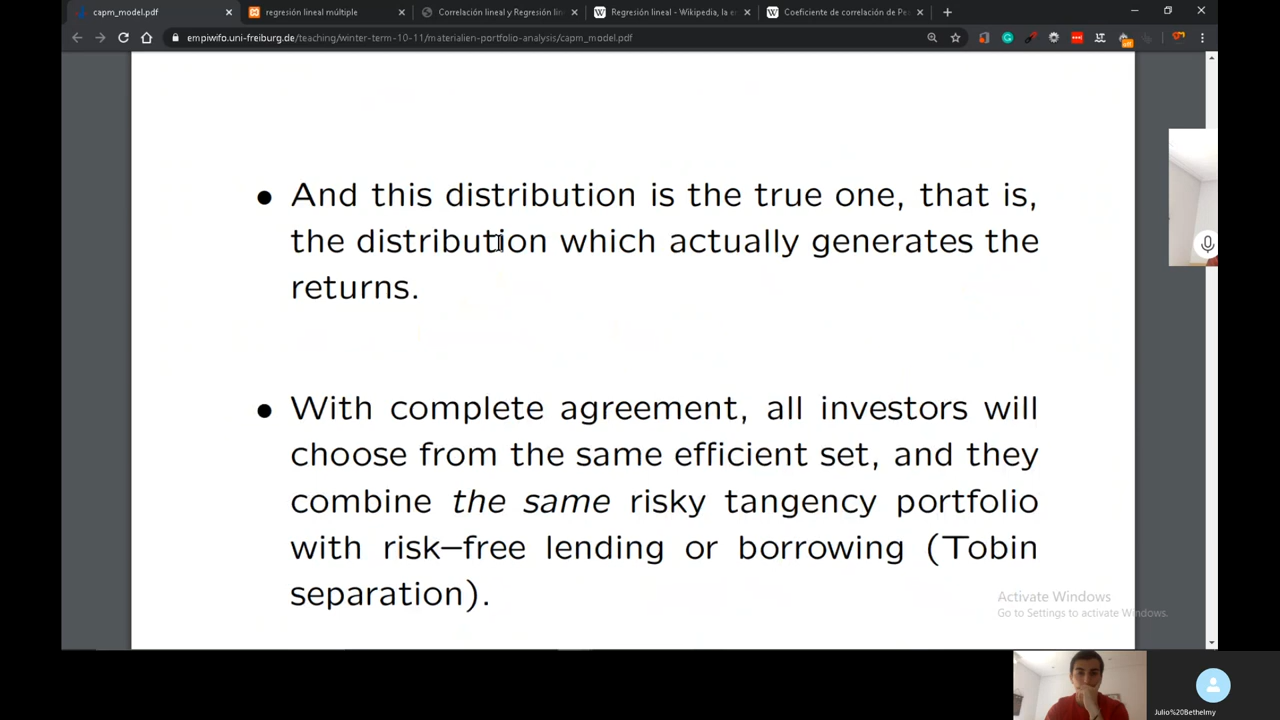 capm_model.pdf
regresión lineal múltiple
Correlación lineal y Regresión lin
Regresión lineal - Wikipedia, la e
Coeficiente de correlación de Pe
empiwifo.uni-freiburg.de/teaching/winter-term-10-11/materialien-portfolio-analysis/capm_model.pdf
• And this distribution is the true one, that is,
the distribution which actually generates the
returns.
• With complete agreement, all investors will
choose from the same efficient set, and they
combine the same risky tangency portfolio
with risk–free lending or borrowing (Tobin
separation).
Activate Windows
Go to Settings to activate Windows.
Julio%20Bethelmy